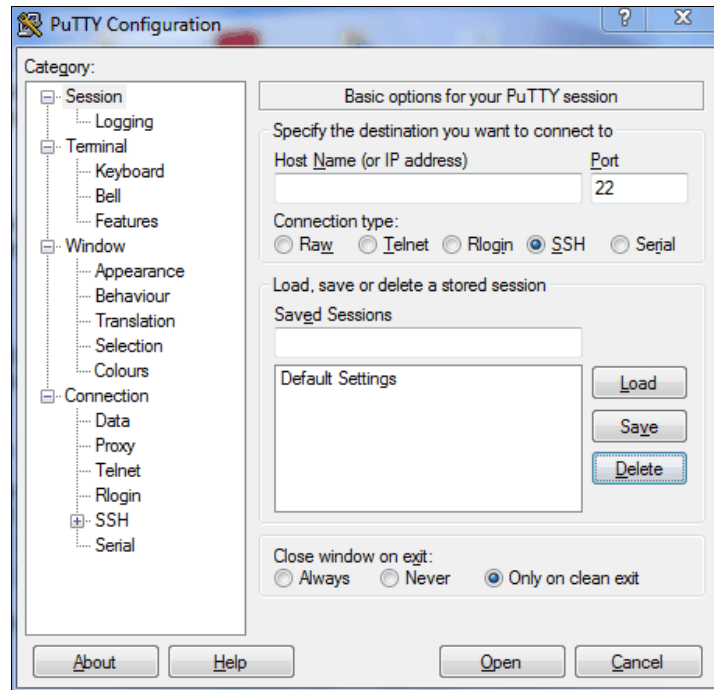 PuTTY Configuration
?
X
Category:
Session
Logging
Terminal
Keyboard
Bell
Features
Window
Appearance
Behaviour
Translation
Selection
Colours
Connection
Data
Proxy
Telnet
Rlogin
SSH
Serial
Basic options for your PuTTY session
Specify the destination you want to connect to
Host Name (or IP address) Port
22
Connection type:
Raw Telnet Rlogin SSH Serial
Load, save or delete a stored session
Saved Sessions
Default Settings
Load
Save
Delete
Close window on exit:
Always Never Only on clean exit
About Help Open Cancel